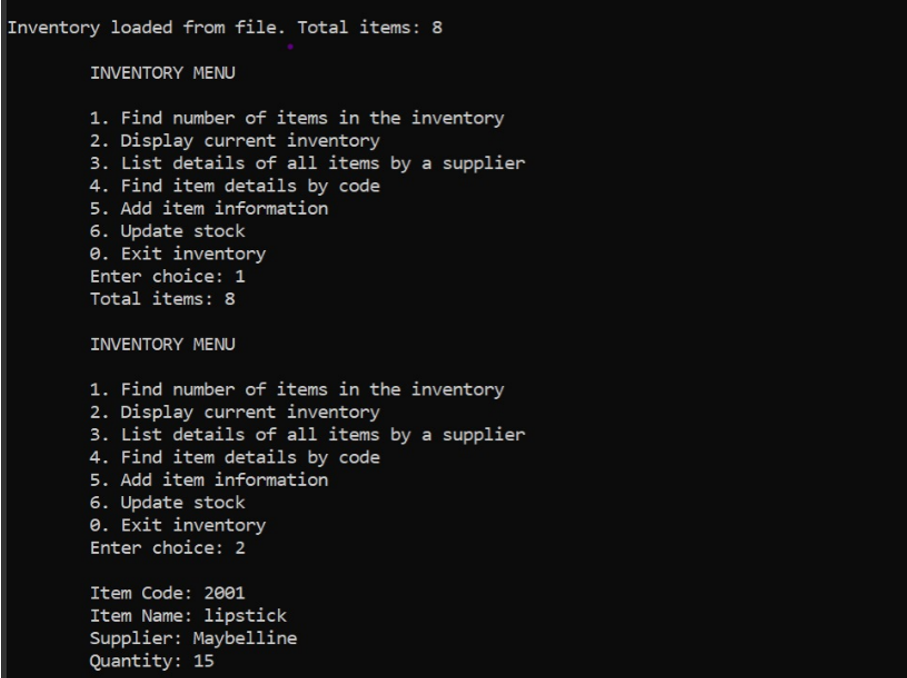 Inventory loaded from file. Total items: 8
INVENTORY MENU
1. Find number of items in the inventory
2. Display current inventory
3. List details of all items by a supplier
4. Find item details by code
5. Add item information
6. Update stock
0. Exit inventory
Enter choice: 1
Total items: 8
INVENTORY MENU
1. Find number of items in the inventory
2. Display current inventory
3. List details of all items by a supplier
4. Find item details by code
5. Add item information
6. Update stock
0. Exit inventory
Enter choice: 2
Item Code: 2001
Item Name: lipstick
Supplier: Maybelline
Quantity: 15